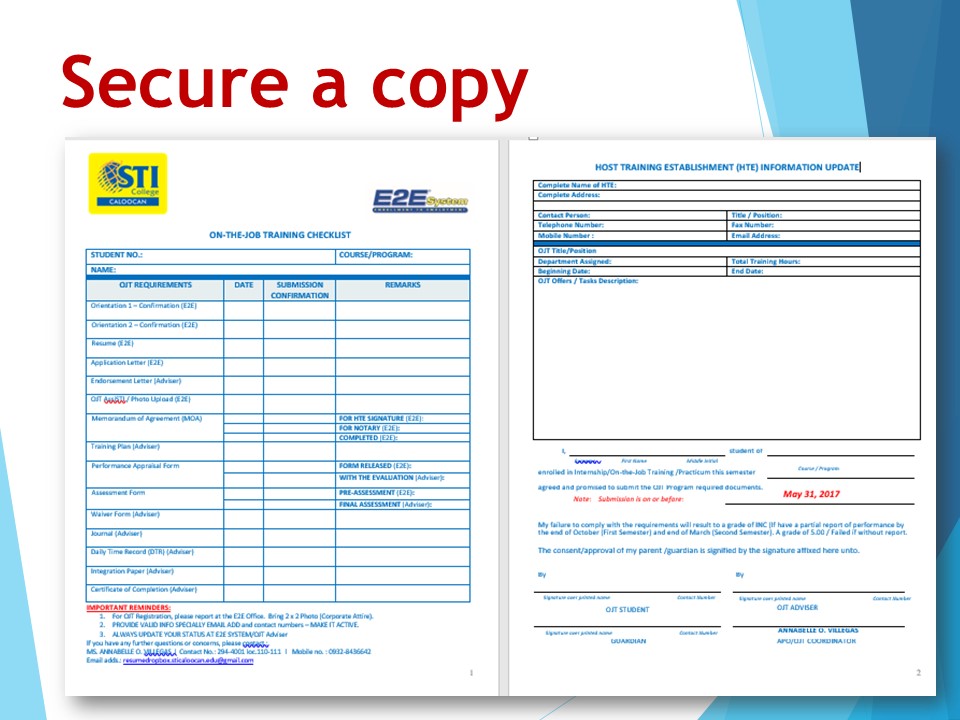 Secure a copy
STI
College
CALOOCAN
E2E System
ENROLLMENT TO EMPLOYMENT
ON-THE-JOB TRAINING CHECKLIST
STUDENT NO.: COURSE/PROGRAM:
NAME:
OJT REQUIREMENTS DATE SUBMISSION CONFIRMATION REMARKS
Orientation 1 – Confirmation (E2E)
Orientation 2 – Confirmation (E2E)
Resume (E2E)
Application Letter (E2E)
Endorsement Letter (Adviser)
OJT / Photo Upload (E2E)
Memorandum of Agreement (MOA) FOR HTE SIGNATURE (E2E):
FOR NOTARY (E2E):
COMPLETED (E2E):
Training Plan (Adviser)
Performance Appraisal Form FORM RELEASED (E2E):
WITH THE EVALUATION (Adviser):
Assessment Form PRE-ASSESSMENT (E2E):
FINAL ASSESSMENT (Adviser):
Waiver Form (Adviser)
Journal (Adviser)
Daily Time Record (DTR) (Adviser)
Integration Paper (Adviser)
Certificate of Completion (Adviser)
IMPORTANT REMINDERS:
1. For OJT Registration, please report at the E2E Office. Bring 2 x 2 Photo (Corporate Attire).
2. PROVIDE VALID INFO SPECIALLY EMAIL ADD and contact numbers – MAKE IT ACTIVE.
3. ALWAYS UPDATE YOUR STATUS AT E2E SYSTEM/OJT Adviser
If you have any further questions or concerns, please contact :
MS. ANNABELLE O. VILLEGAS | Contact No.: 294-4001 loc.110-111 I Mobile no. : 0932-8436642
Email adds.: resumedropbox.sticaloocan.edu@gmail.com
1
HOST TRAINING ESTABLISHMENT (HTE) INFORMATION UPDATE
Complete Name of HTE:
Complete Address:
Contact Person: Title / Position:
Telephone Number: Fax Number:
Mobile Number : Email Address:
OJT Title/Position
Department Assigned: Total Training Hours:
Beginning Date: End Date:
OJT Offers / Tasks Description:
I, student of
First Name Middle Initial
Course / Program
enrolled in Internship/On-the-Job Training /Practicum this semester
agreed and promised to submit the OJT Program required documents.
Note: Submission is on or before: May 31, 2017
My failure to comply with the requirements will result to a grade of INC (If have a partial report of performance by
the end of October (First Semester) and end of March (Second Semester). A grade of 5.00 / Failed if without report.
The consent/approval of my parent /guardian is signified by the signature affixed here unto.
By By
Signature over printed name Contact Number Signature over printed name Contact Number
OJT STUDENT OJT ADVISER
ANNABELLE O. VILLEGAS
Signature over printed name Contact Number Signature over printed name Contact Number
GUARDIAN APO/OJT COORDINATOR
2